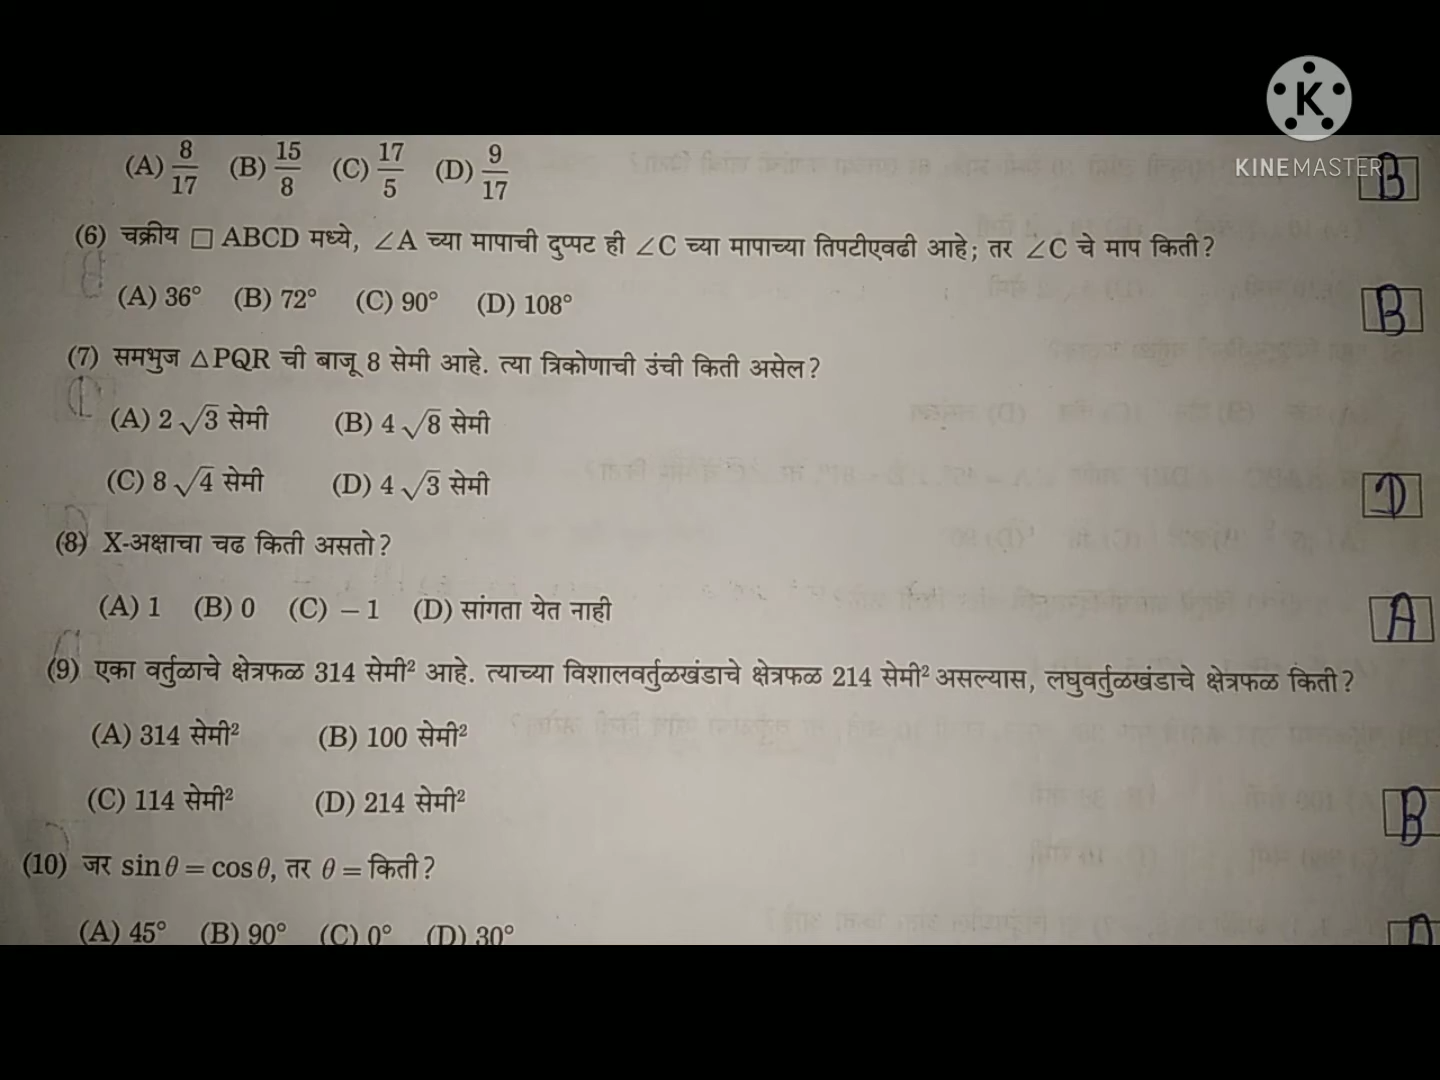 K
KINEMASTER
(A) 8/17 (B) 15/8 (C) 17/5 (D) 9/17
B
(6) चक्रीय □ ABCD मध्ये, ∠A च्या मापाची दुप्पट ही ∠C च्या मापाच्या तिपटीएवढी आहे; तर ∠C चे माप किती?
(A) 36° (B) 72° (C) 90° (D) 108°
B
(7) समभुज △PQR ची बाजू 8 सेमी आहे. त्या त्रिकोणाची उंची किती असेल?
(A) 2 √3 सेमी (B) 4 √8 सेमी
(C) 8 √4 सेमी (D) 4 √3 सेमी
D
(8) X-अक्षाचा चढ किती असतो?
(A) 1 (B) 0 (C) – 1 (D) सांगता येत नाही
A
(9) एका वर्तुळाचे क्षेत्रफळ 314 सेमी² आहे. त्याच्या विशालवर्तुळखंडाचे क्षेत्रफळ 214 सेमी² असल्यास, लघुवर्तुळखंडाचे क्षेत्रफळ किती?
(A) 314 सेमी² (B) 100 सेमी²
(C) 114 सेमी² (D) 214 सेमी²
B
(10) जर sinθ = cosθ, तर θ = किती?
(A) 45° (B) 90° (C) 0° (D) 30°